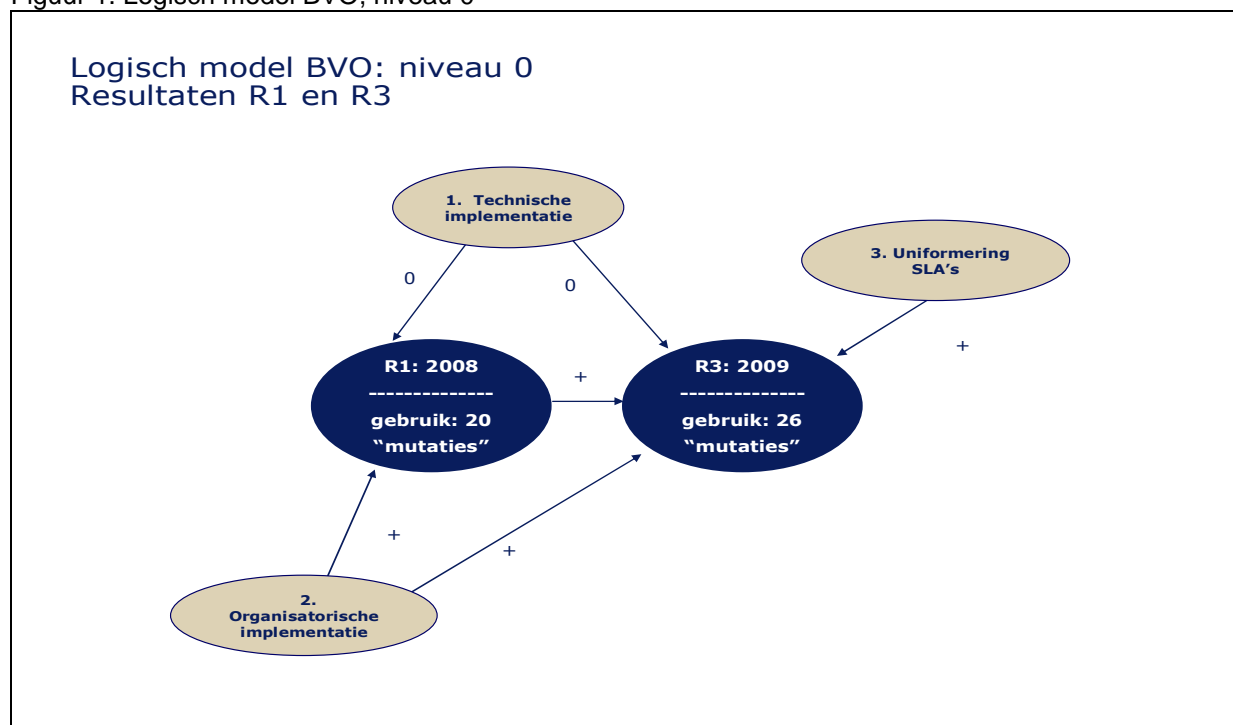 Figuur 1. Logisch model BVO, niveau 0
Logisch model BVO: niveau 0
Resultaten R1 en R3
1. Technische
implementatie
3. Uniformering
SLA's
0
0
+
R1: 2008
--------------
gebruik: 20
“mutaties”
+
R3: 2009
--------------
gebruik: 26
“mutaties”
+
+
2.
Organisatorische
implementatie